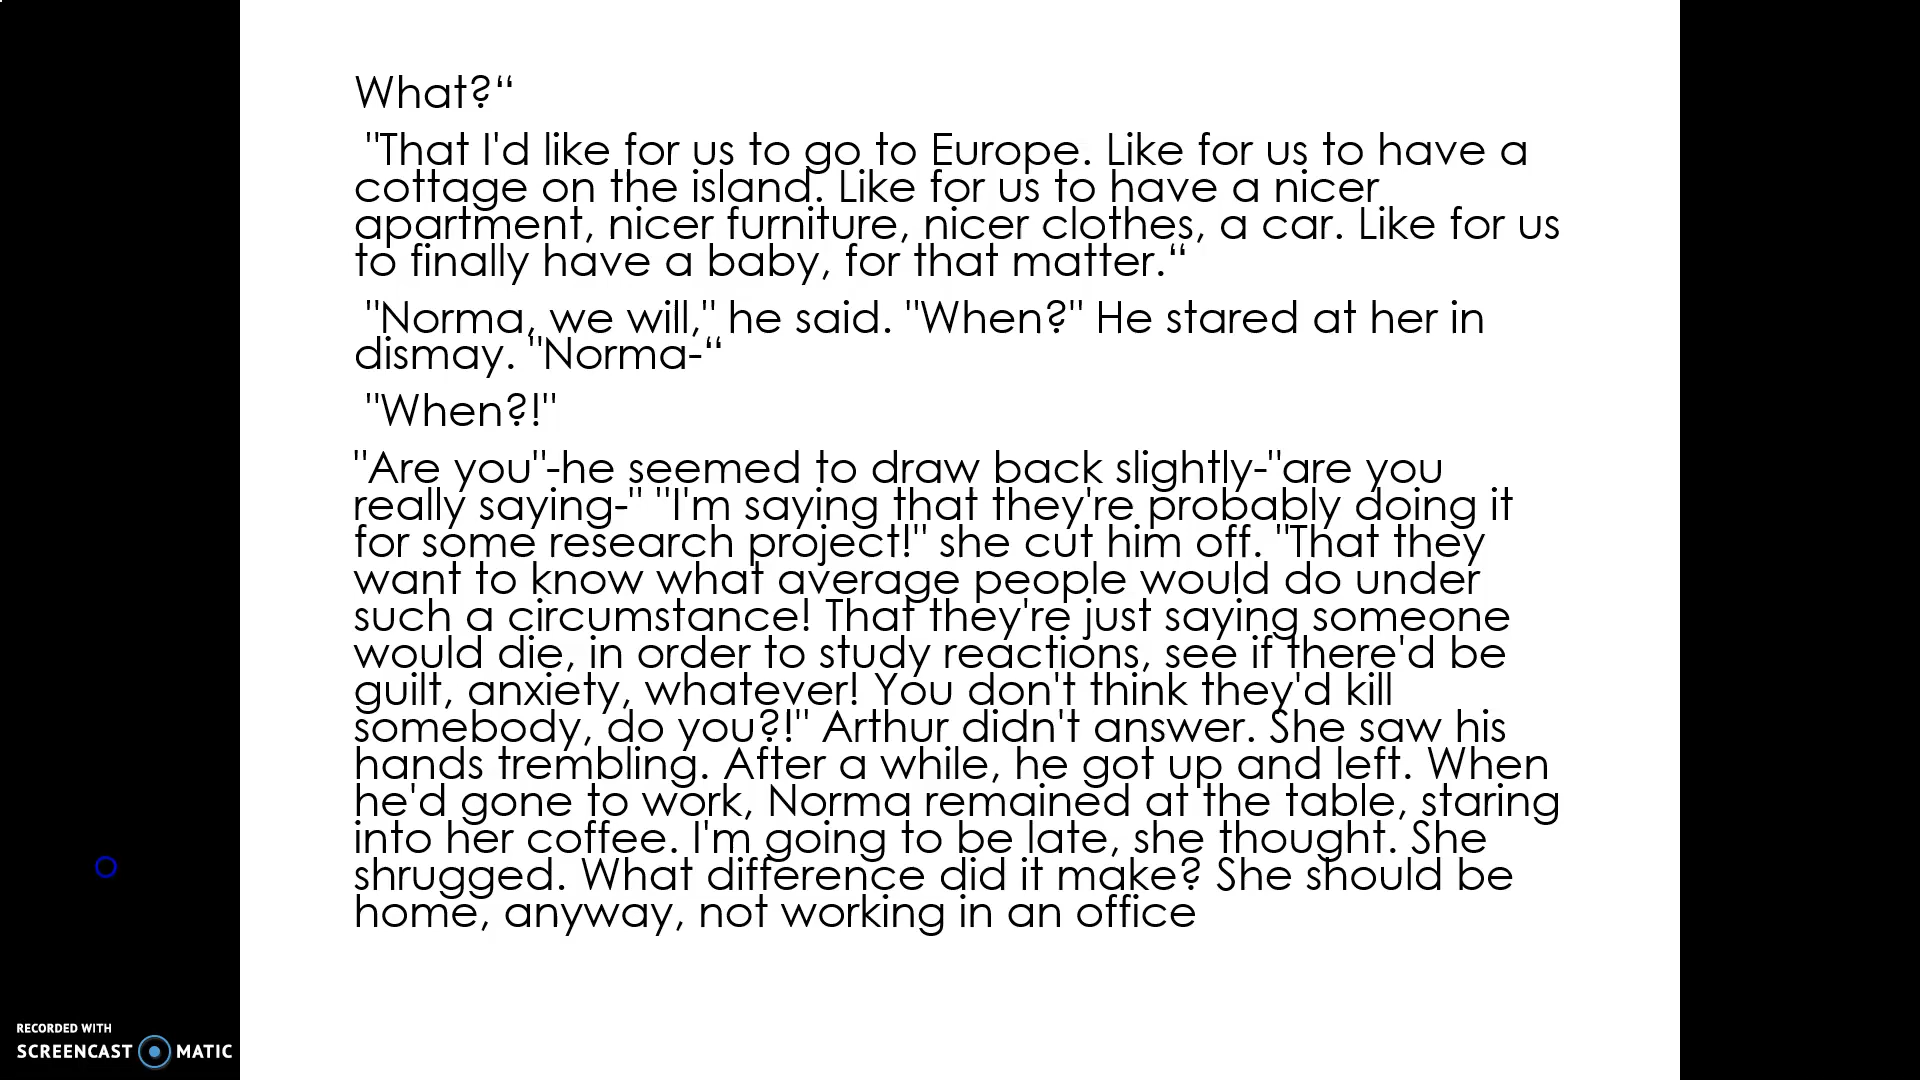 What?“
"That I'd like for us to go to Europe. Like for us to have a
cottage on the island. Like for us to have a nicer
apartment, nicer furniture, nicer clothes, a car. Like for us
to finally have a baby, for that matter.“
"Norma, we will," he said. "When?" He stared at her in
dismay. "Norma-“
"When?!"
"Are you"-he seemed to draw back slightly-"are you
really saying-" "I'm saying that they're probably doing it
for some research project!" she cut him off. "That they
want to know what average people would do under
such a circumstance! That they're just saying someone
would die, in order to study reactions, see if there'd be
guilt, anxiety, whatever! You don't think they'd kill
somebody, do you?!" Arthur didn't answer. She saw his
hands trembling. After a while, he got up and left. When
he'd gone to work, Norma remained at the table, staring
into her coffee. I'm going to be late, she thought. She
shrugged. What difference did it make? She should be
home, anyway, not working in an office
RECORDED WITH
SCREENCAST MATIC